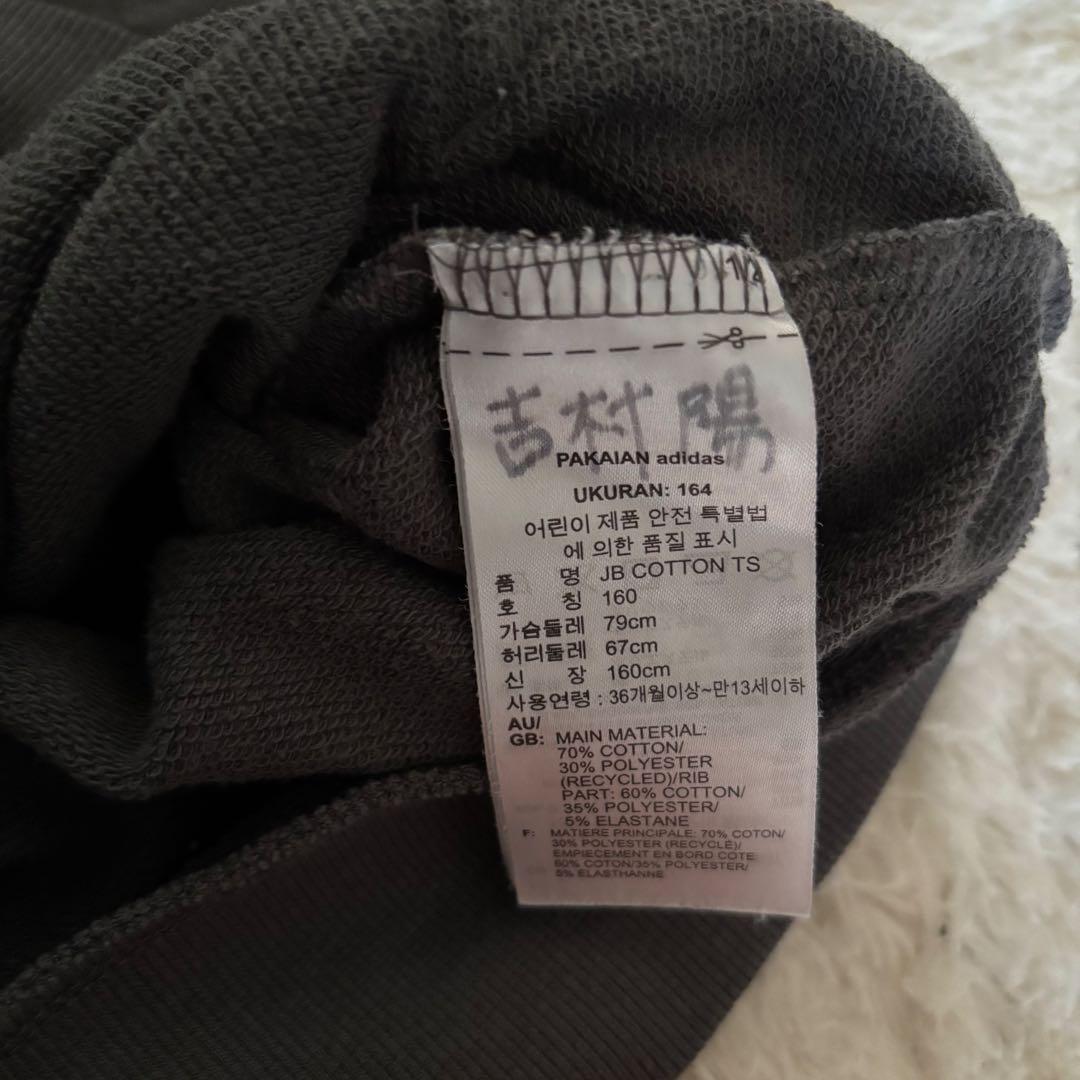 1/2
吉村 陽
PAKAIAN adidas
UKURAN: 164
어린이 제품 안전 특별법
에 의한 품질 표시
품 명 JB COTTON TS
호 칭 160
가슴둘레 79cm
허리둘레 67cm
신 장 160cm
사용연령 : 36개월이상~만13세이하
AU/
GB: MAIN MATERIAL:
70% COTTON/
30% POLYESTER
(RECYCLED)/RIB
PART: 60% COTTON/
35% POLYESTER/
5% ELASTANE
F: MATIERE PRINCIPALE: 70% COTON/
30% POLYESTER (RECYCLÉ)/
EMPIECEMENT EN BORD COTE:
60% COTON/35% POLYESTER/
5% ELASTHANNE